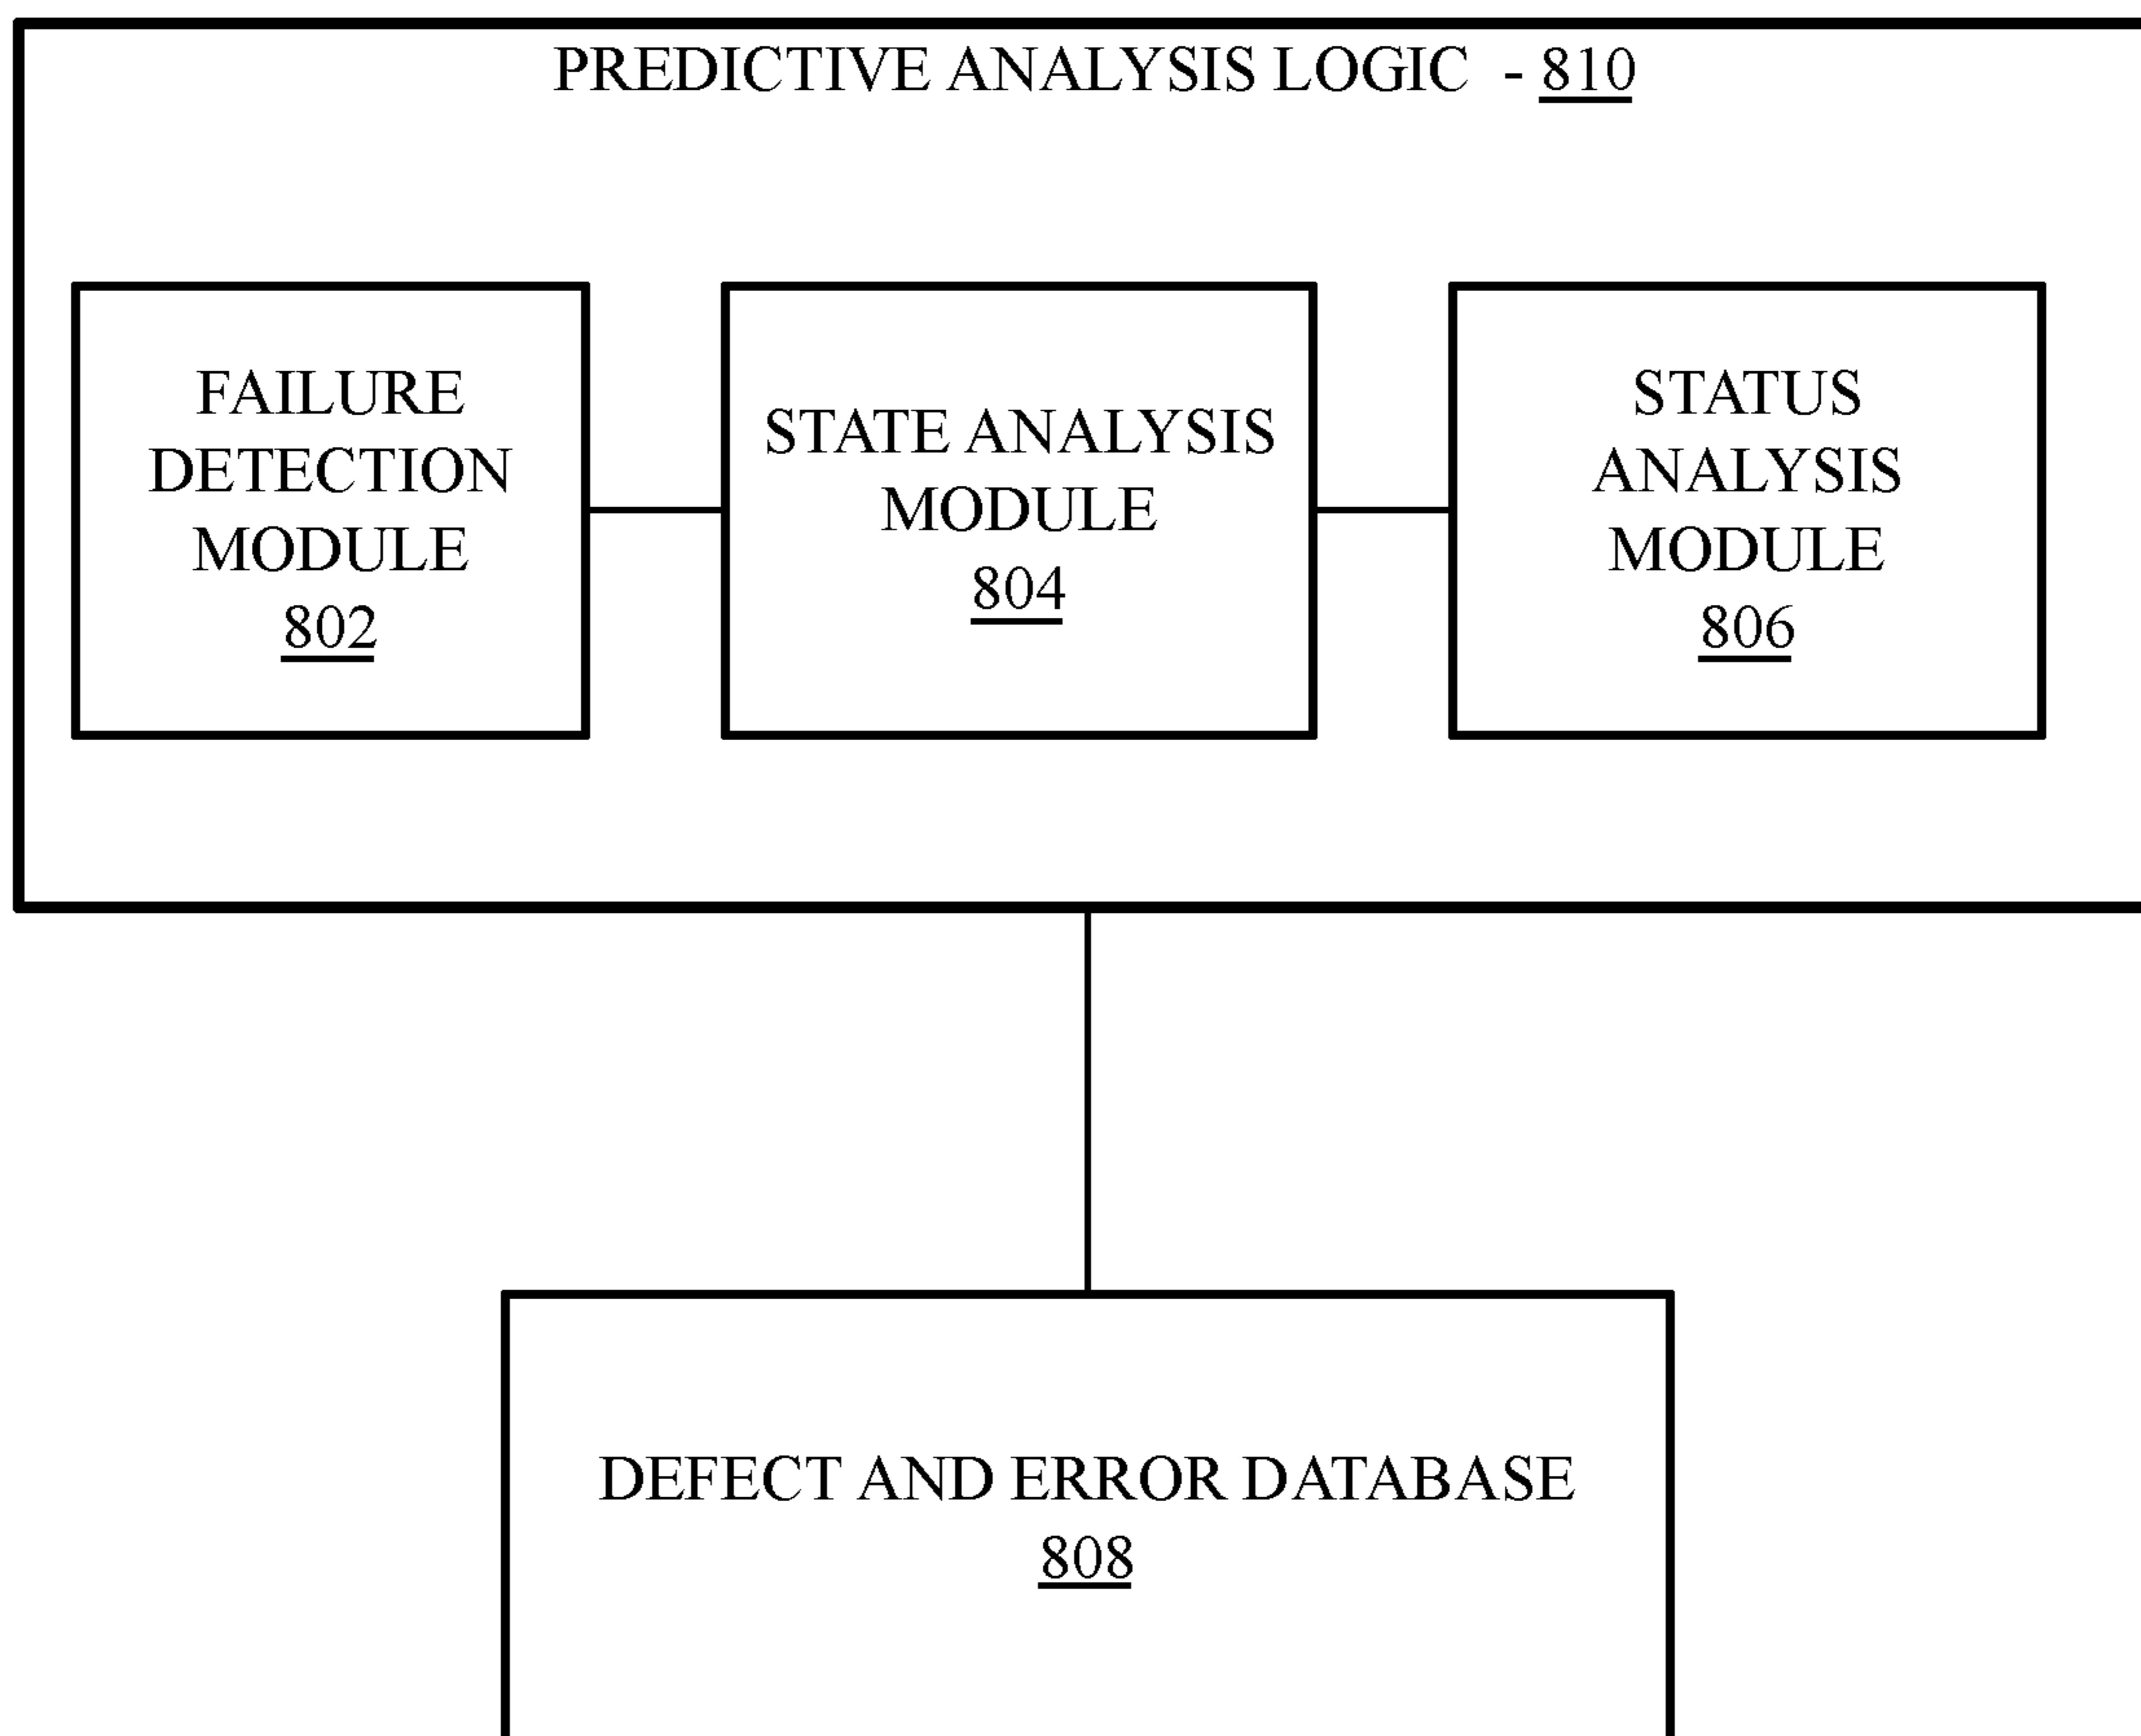 PREDICTIVE ANALYSIS LOGIC - 810
FAILURE
DETECTION
MODULE
802
STATE ANALYSIS
MODULE
804
STATUS
ANALYSIS
MODULE
806
DEFECT AND ERROR DATABASE
808